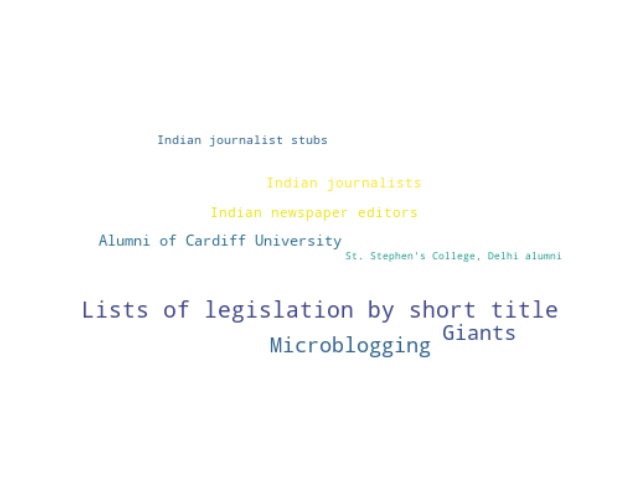 Indian journalist stubs
Indian journalists
Indian newspaper editors
Alumni of Cardiff University
St. Stephen's College, Delhi alumni
Lists of legislation by short title
Giants
Microblogging